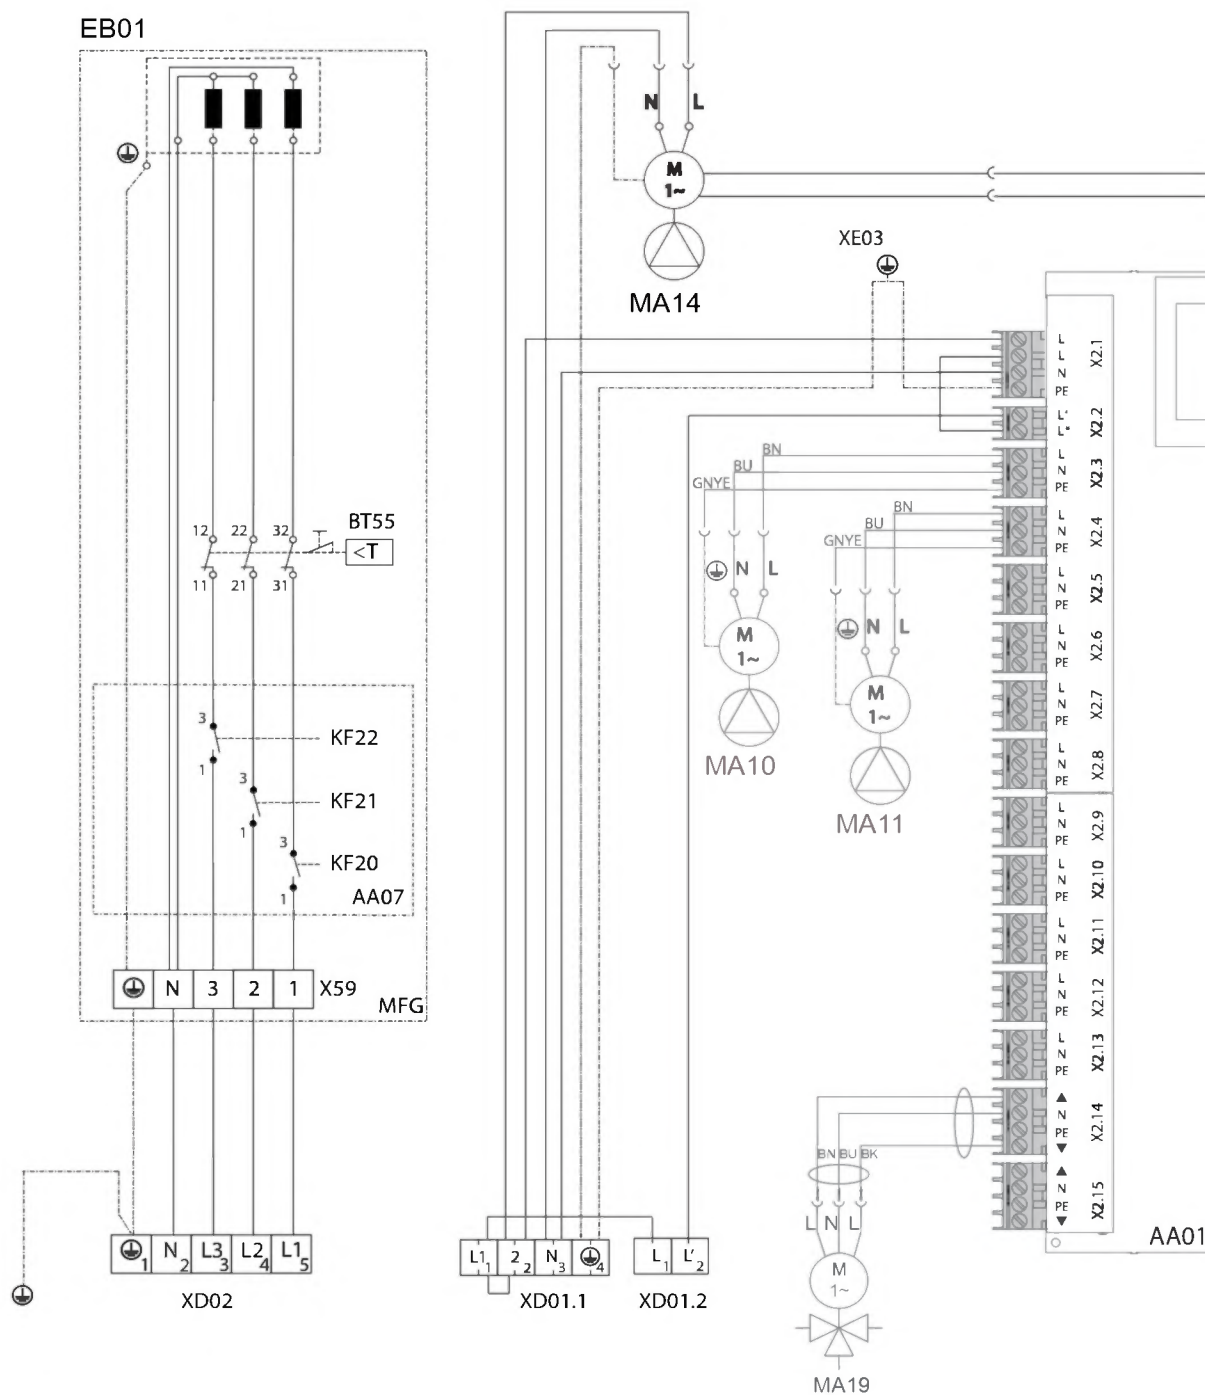 EB01
N L
M
1~
MA14
XE03
L
L
N
PE
X2.1
L'
L"
X2.2
L
N
PE
X2.3
BN
BU
GNYE
N L
M
1~
MA10
L
N
PE
X2.4
BN
BU
GNYE
N L
M
1~
MA11
L
N
PE
X2.5
L
N
PE
X2.6
L
N
PE
X2.7
L
N
PE
X2.8
L
N
PE
X2.9
L
N
PE
X2.10
L
N
PE
X2.11
L
N
PE
X2.12
L
N
PE
X2.13
▲
N
PE
▼
X2.14
▲
N
PE
▼
X2.15
AA01
12 22 32
BT55
<T
11 21 31
3
KF22
1
3
KF21
1
3
KF20
1
AA07
N 3 2 1 X59
MFG
1 N 2 L3 3 L2 4 L1 5
XD02
L1 1 2 2 N 3 4
XD01.1
L 1 L' 2
XD01.2
BN BU BK
L N L
M
1~
MA19